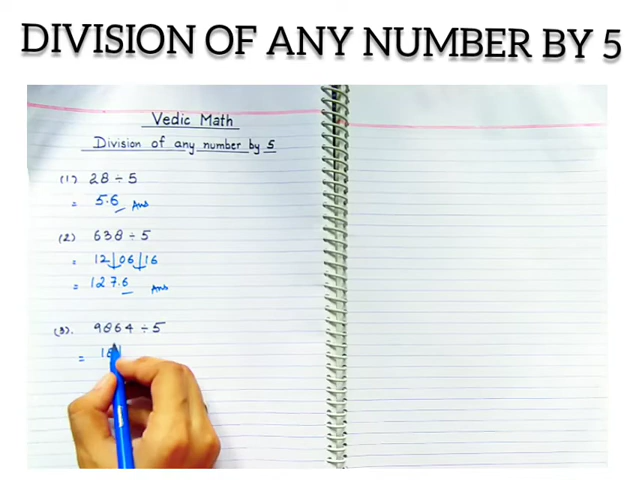 DIVISION OF ANY NUMBER BY 5
Vedic Math
Division of any number by 5
(1) 28 ÷ 5
= 5.6 Ans
(2) 638 ÷ 5
= 12 06 16
= 127.6 Ans
(3). 9864 ÷ 5
= 18